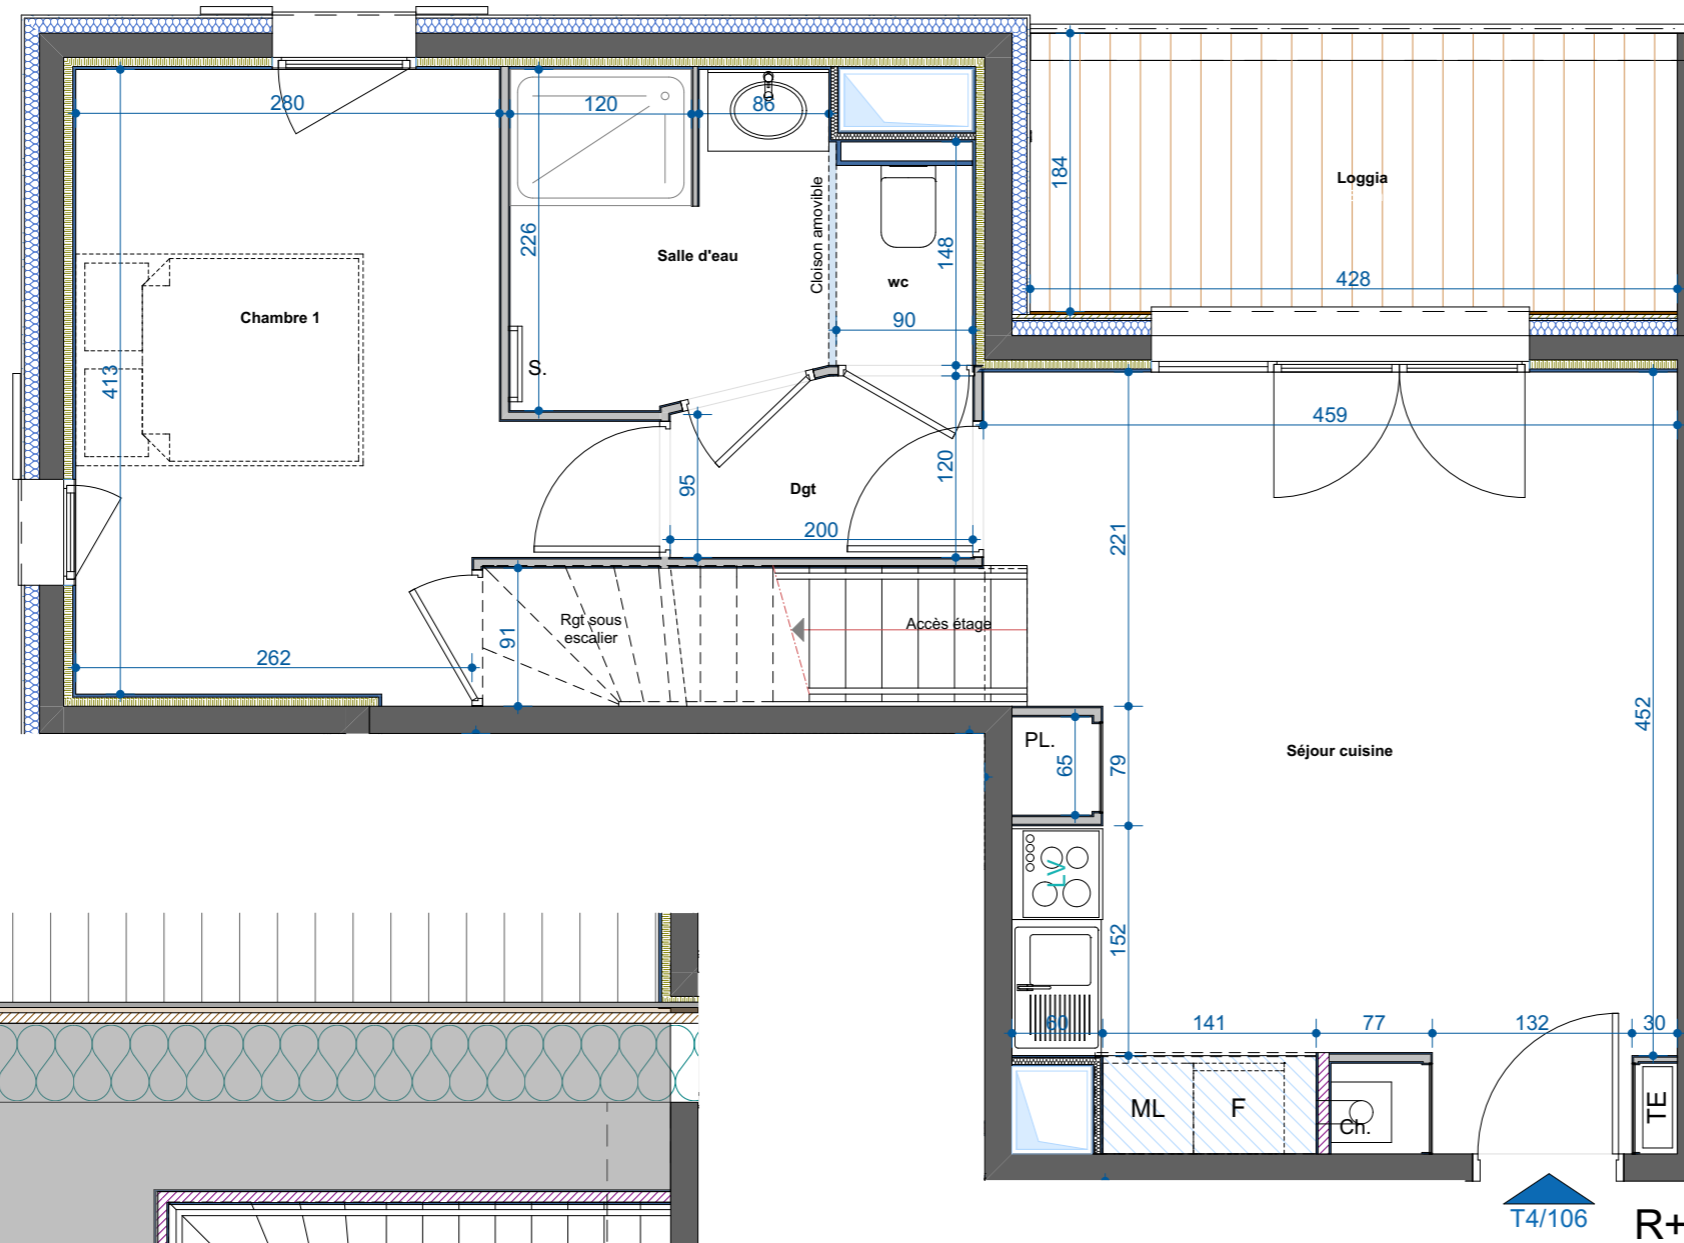 280
120
86
184
Loggia
Cloison amovible
226
Salle d'eau
148
wc
428
Chambre 1
90
S.
413
459
120
95
Dgt
200
221
Rgt sous
escalier
Accès étage
91
262
452
PL.
65
79
Séjour cuisine
LV
152
60
141
77
132
30
ML
F
Ch.
TE
T4/106
R+